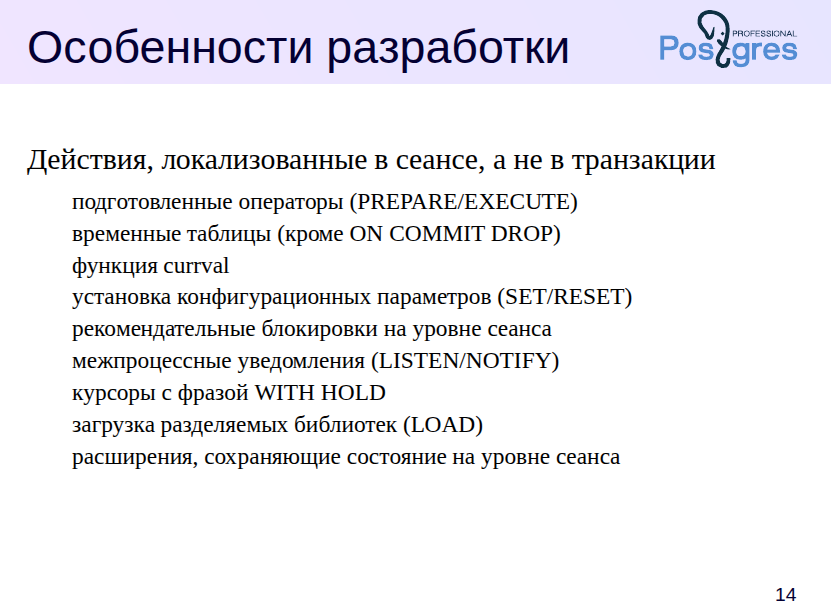 Особенности разработки
PROFESSIONAL
Postgres
Действия, локализованные в сеансе, а не в транзакции
подготовленные операторы (PREPARE/EXECUTE)
временные таблицы (кроме ON COMMIT DROP)
функция currval
установка конфигурационных параметров (SET/RESET)
рекомендательные блокировки на уровне сеанса
межпроцессные уведомления (LISTEN/NOTIFY)
курсоры с фразой WITH HOLD
загрузка разделяемых библиотек (LOAD)
расширения, сохраняющие состояние на уровне сеанса
14